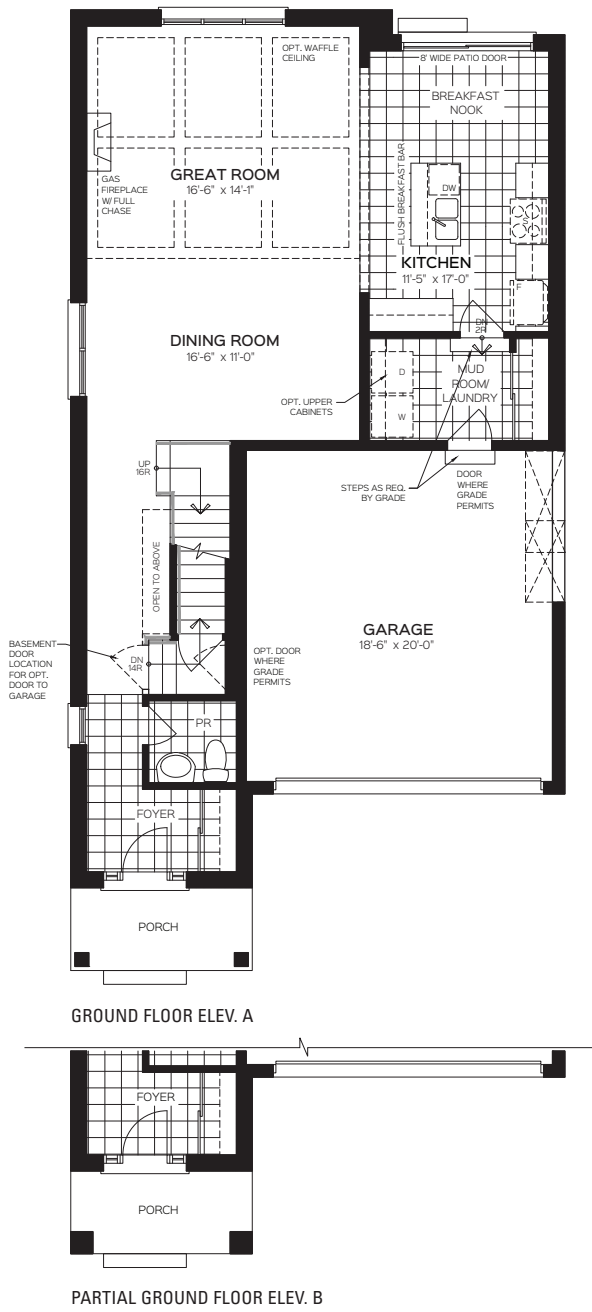 OPT. WAFFLE
CEILING
8' WIDE PATIO DOOR
BREAKFAST
NOOK
GAS
FIREPLACE
W/ FULL
CHASE
GREAT ROOM
16'-6" x 14'-1"
FLUSH BREAKFAST BAR
DW
S
KITCHEN
11'-5" x 17'-0"
F
DN
2R
DINING ROOM
16'-6" x 11'-0"
MUD
ROOM/
LAUNDRY
D
W
OPT. UPPER
CABINETS
UP
16R
STEPS AS REQ.
BY GRADE
DOOR
WHERE
GRADE
PERMITS
OPEN TO ABOVE
GARAGE
18'-6" x 20'-0"
BASEMENT
DOOR
LOCATION
FOR OPT.
DOOR TO
GARAGE
DN
14R
OPT. DOOR
WHERE
GRADE
PERMITS
PR
FOYER
PORCH
GROUND FLOOR ELEV. A
FOYER
PORCH
PARTIAL GROUND FLOOR ELEV. B